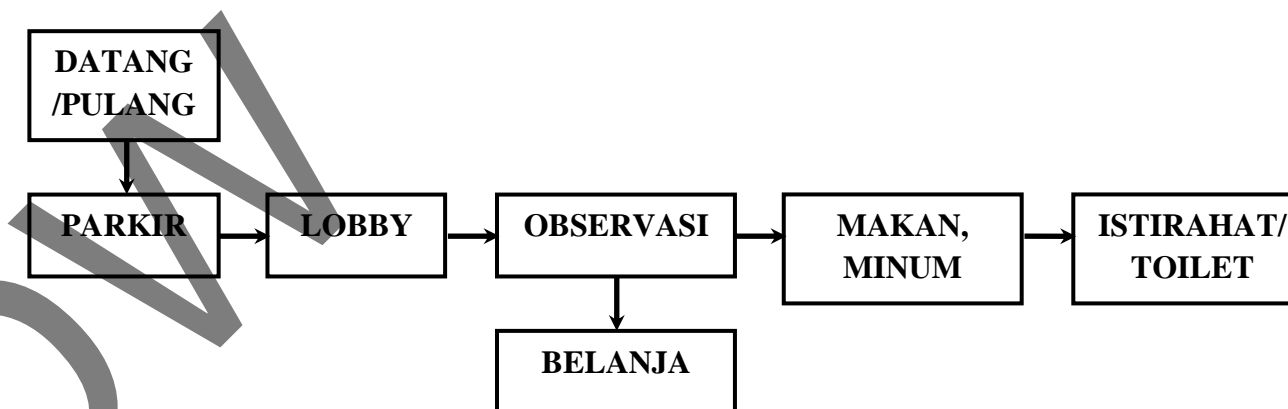 DATANG
/PULANG
PARKIR
LOBBY
OBSERVASI
MAKAN,
MINUM
ISTIRAHAT/
TOILET
BELANJA